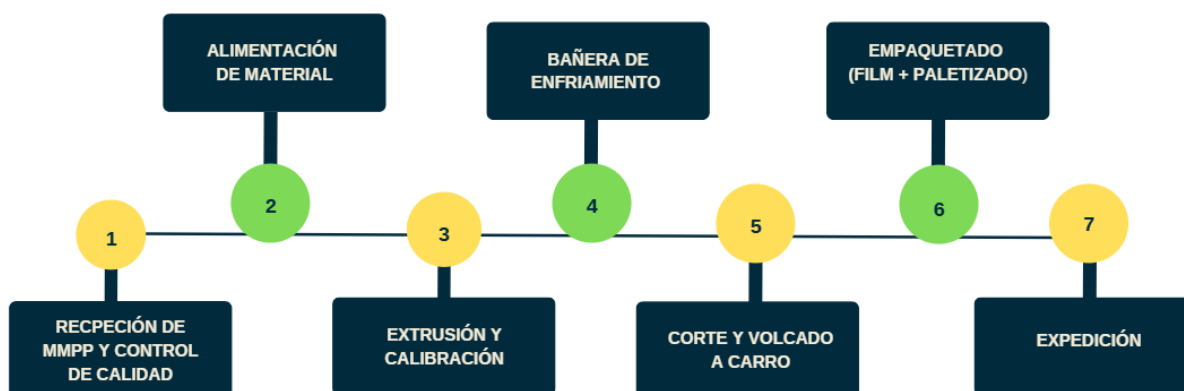 ALIMENTACIÓN
DE MATERIAL
BAÑERA DE
ENFRIAMIENTO
EMPAQUETADO
(FILM + PALETIZADO)
1
2
3
4
5
6
7
RECPECIÓN DE
MMPP Y CONTROL
DE CALIDAD
EXTRUSIÓN Y
CALIBRACIÓN
CORTE Y VOLCADO
A CARRO
EXPEDICIÓN